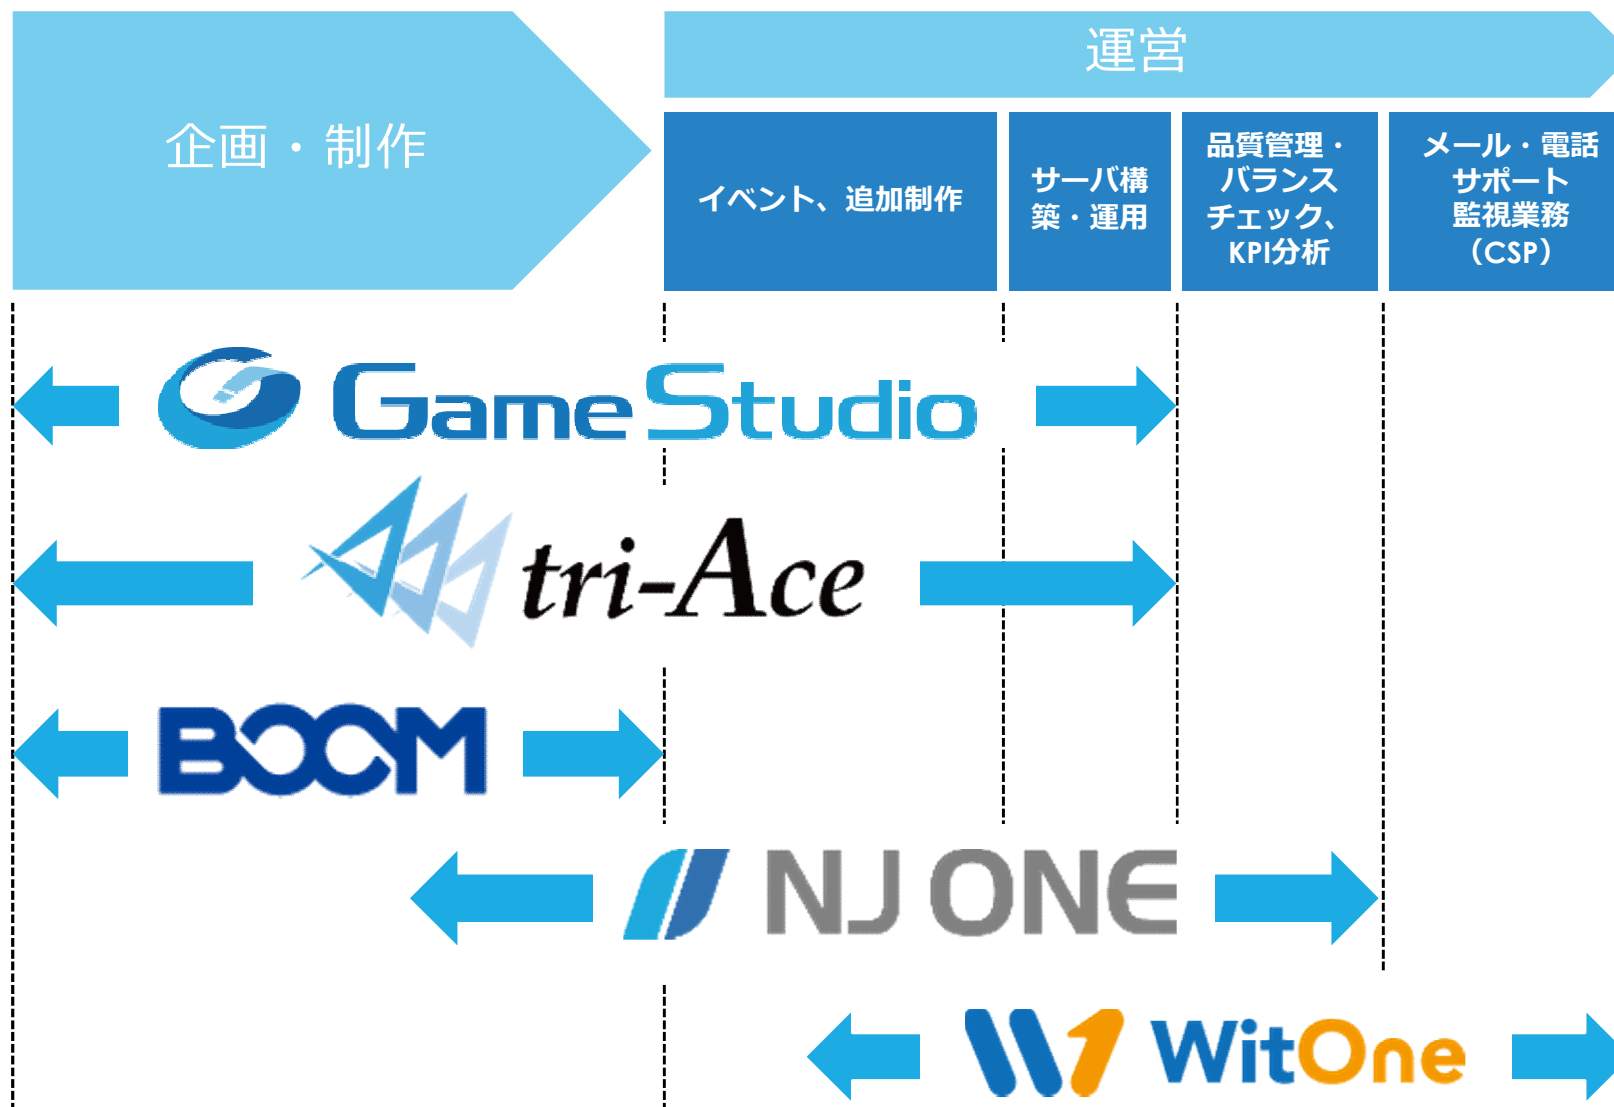 企画・制作
運営
イベント、追加制作
サーバ構
築・運用
品質管理・
バランス
チェック、
KPI分析
メール・電話
サポート
監視業務
（CSP）
GameStudio
tri-Ace
BOOM
NJ ONE
W1 WitOne